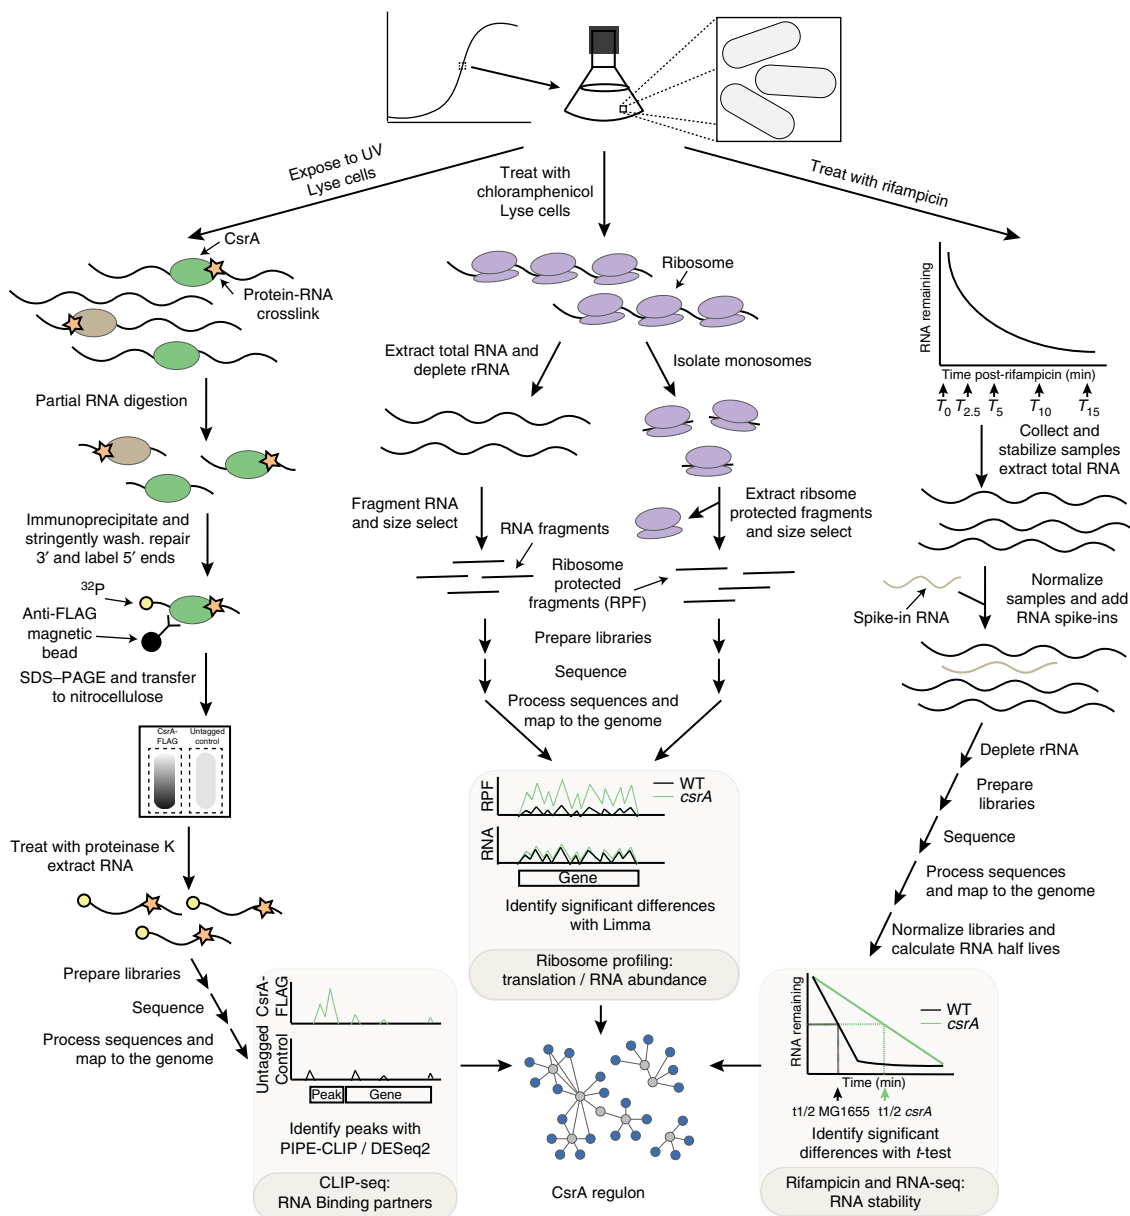 Expose to UV
Lyse cells
Treat with
chloramphenicol
Lyse cells
Treat with rifampicin
CsrA
Protein-RNA
crosslink
Partial RNA digestion
Immunoprecipitate and
stringently wash. repair
3′ and label 5′ ends
32P
Anti-FLAG
magnetic
bead
SDS–PAGE and transfer
to nitrocellulose
CsrA-
FLAG
Untagged
control
Treat with proteinase K
extract RNA
Prepare libraries
Sequence
Process sequences and
map to the genome
CsrA-
FLAG
Untagged
Control
Peak
Gene
Identify peaks with
PIPE-CLIP / DESeq2
CLIP-seq:
RNA Binding partners
Ribosome
Extract total RNA and
deplete rRNA
Isolate monosomes
Fragment RNA
and size select
Extract ribsome
protected fragments
and size select
RNA fragments
Ribosome
protected
fragments (RPF)
Prepare libraries
Sequence
Process sequences and
map to the genome
RPF
WT
csrA
RNA
Gene
Identify significant differences
with Limma
Ribosome profiling:
translation / RNA abundance
CsrA regulon
RNA remaining
Time post-rifampicin (min)
T0 T2.5 T5 T10 T15
Collect and
stabilize samples
extract total RNA
Spike-in RNA
Normalize
samples and add
RNA spike-ins
Deplete rRNA
Prepare
libraries
Sequence
Process sequences
and map to the genome
Normalize libraries and
calculate RNA half lives
RNA remaining
WT
csrA
Time (min)
t1/2 MG1655 t1/2 csrA
Identify significant
differences with t-test
Rifampicin and RNA-seq:
RNA stability